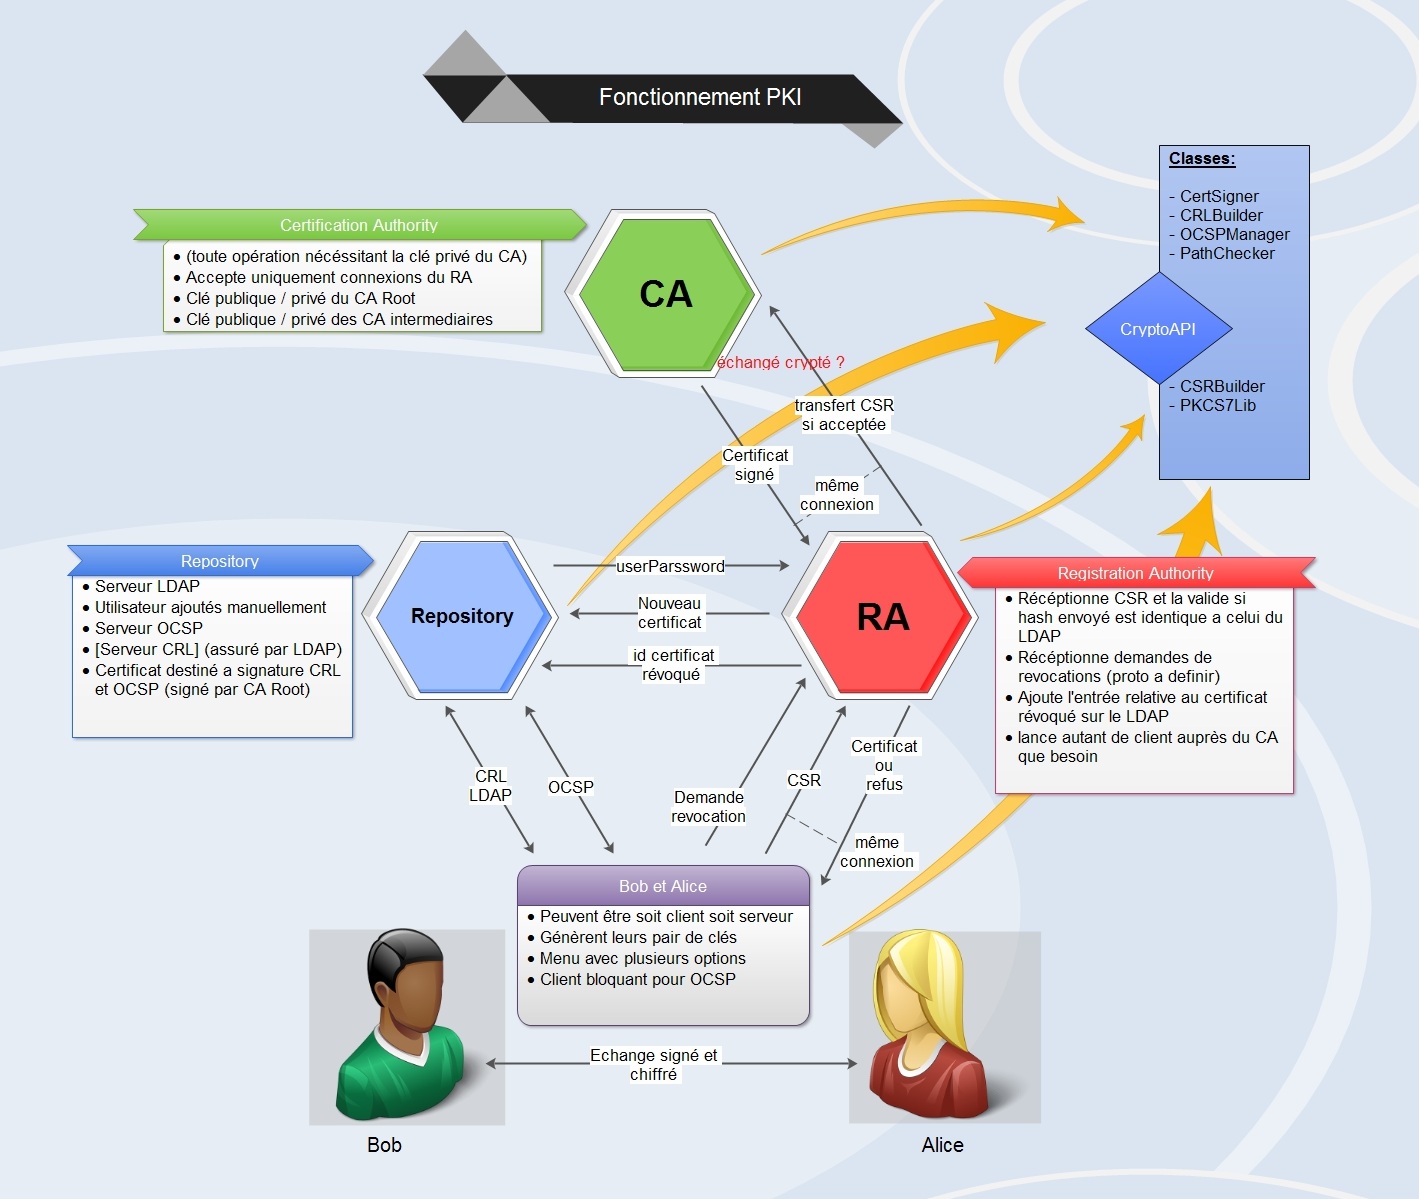 Fonctionnement PKI
Classes:
- CertSigner
- CRLBuilder
- OCSPManager
- PathChecker
CryptoAPI
- CSRBuilder
- PKCS7Lib
Certification Authority
• (toute opération nécéssitant la clé privé du CA)
• Accepte uniquement connexions du RA
• Clé publique / privé du CA Root
• Clé publique / privé des CA intermediaires
CA
échangé crypté ?
transfert CSR
si acceptée
Certificat
signé
même
connexion
Repository
• Serveur LDAP
• Utilisateur ajoutés manuellement
• Serveur OCSP
• [Serveur CRL] (assuré par LDAP)
• Certificat destiné a signature CRL
et OCSP (signé par CA Root)
Repository
userParssword
Nouveau
certificat
id certificat
révoqué
RA
Registration Authority
• Récéptionne CSR et la valide si
hash envoyé est identique a celui du
LDAP
• Récéptionne demandes de
revocations (proto a definir)
• Ajoute l'entrée relative au certificat
révoqué sur le LDAP
• lance autant de client auprès du CA
que besoin
CRL
LDAP
OCSP
Demande
revocation
CSR
Certificat
ou
refus
même
connexion
Bob et Alice
• Peuvent être soit client soit serveur
• Génèrent leurs pair de clés
• Menu avec plusieurs options
• Client bloquant pour OCSP
Echange signé et
chiffré
Bob
Alice